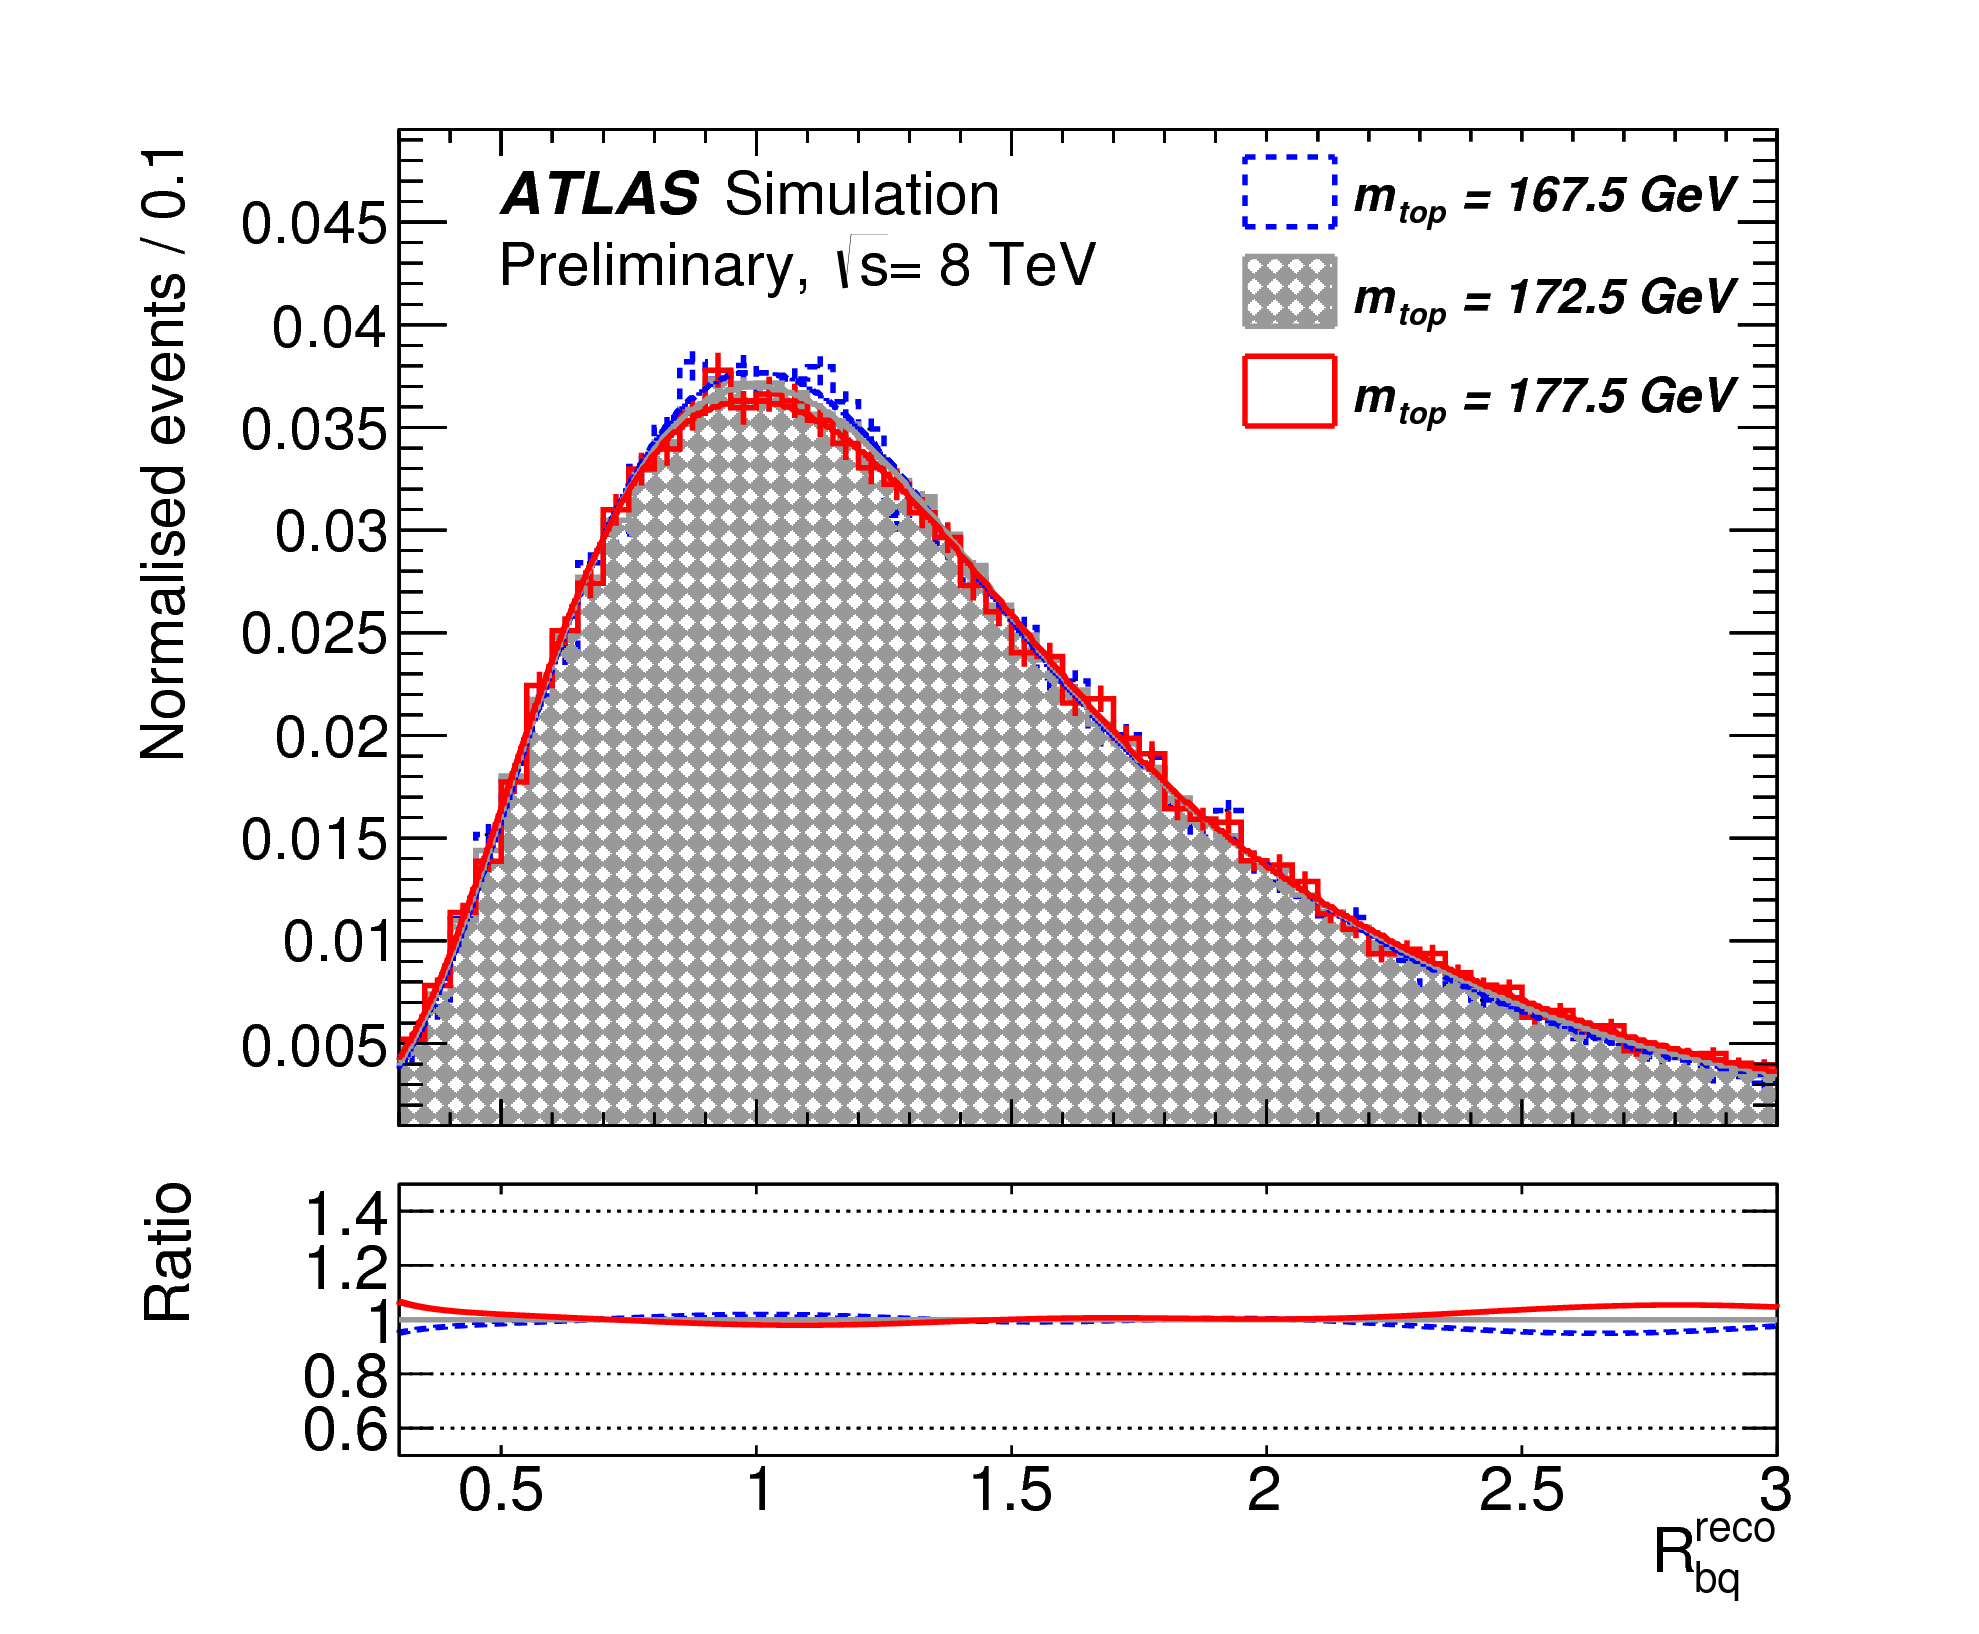 Normalised events / 0.1
ATLAS Simulation
Preliminary, √s= 8 TeV
m_top = 167.5 GeV
m_top = 172.5 GeV
m_top = 177.5 GeV
0.045
0.04
0.035
0.03
0.025
0.02
0.015
0.01
0.005
Ratio
1.4
1.2
1
0.8
0.6
0.5 1 1.5 2 2.5 3
R_bq^reco